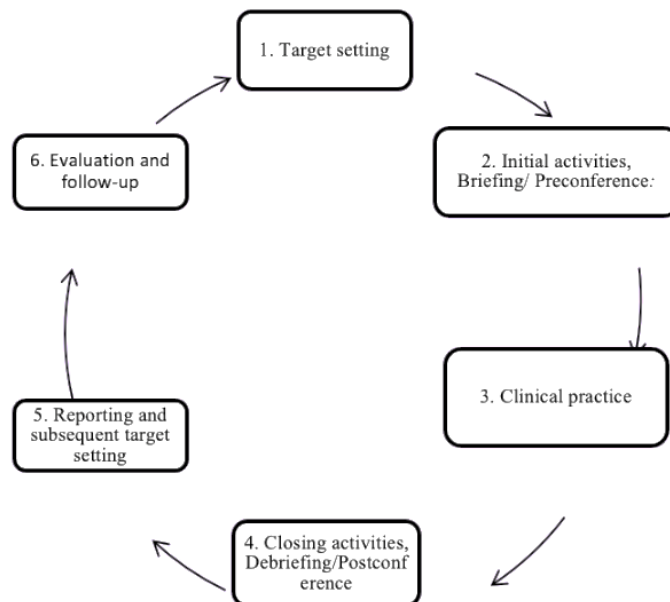 1. Target setting
2. Initial activities,
Briefing/ Preconference:
3. Clinical practice
4. Closing activities,
Debriefing/Postconf
erence
5. Reporting and
subsequent target
setting
6. Evaluation and
follow-up